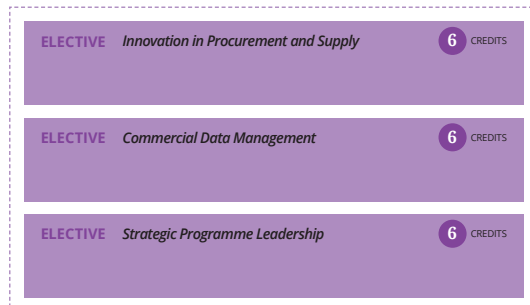 ELECTIVE Innovation in Procurement and Supply 6 CREDITS
ELECTIVE Commercial Data Management 6 CREDITS
ELECTIVE Strategic Programme Leadership 6 CREDITS